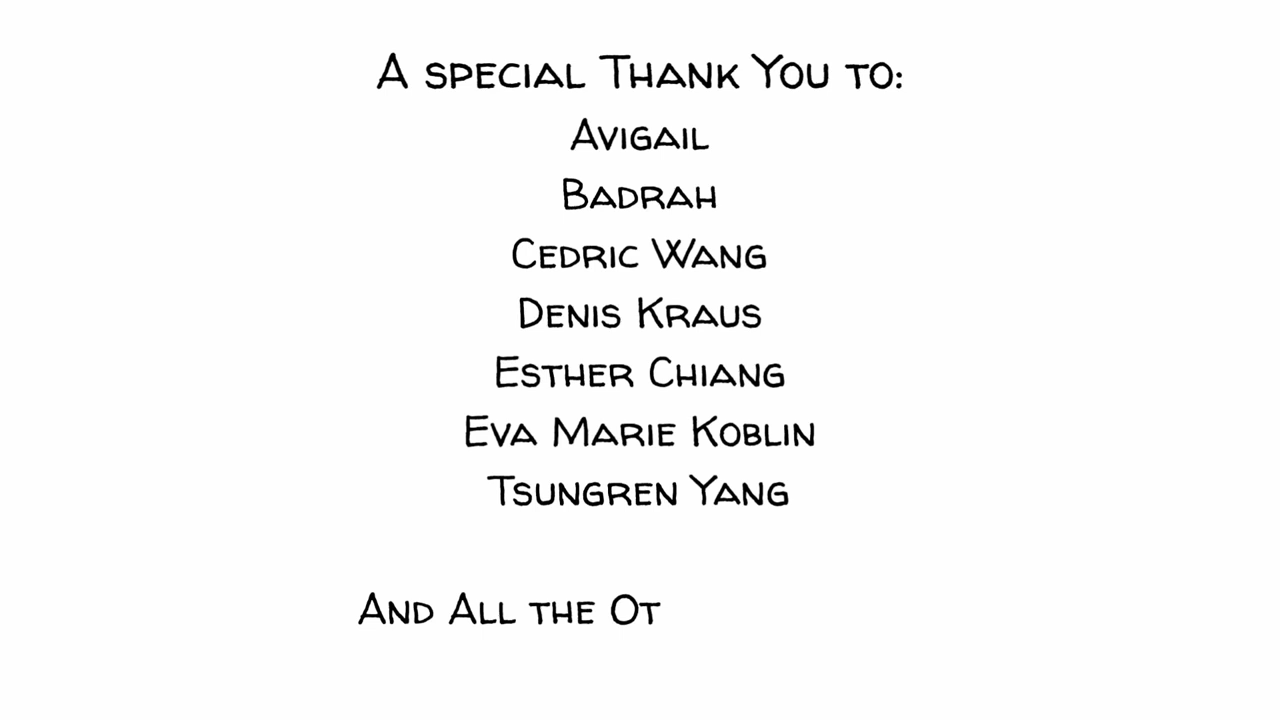 A special Thank You to:
Avigail
Badrah
Cedric Wang
Denis Kraus
Esther Chiang
Eva Marie Koblin
Tsungren Yang
And All the Ot